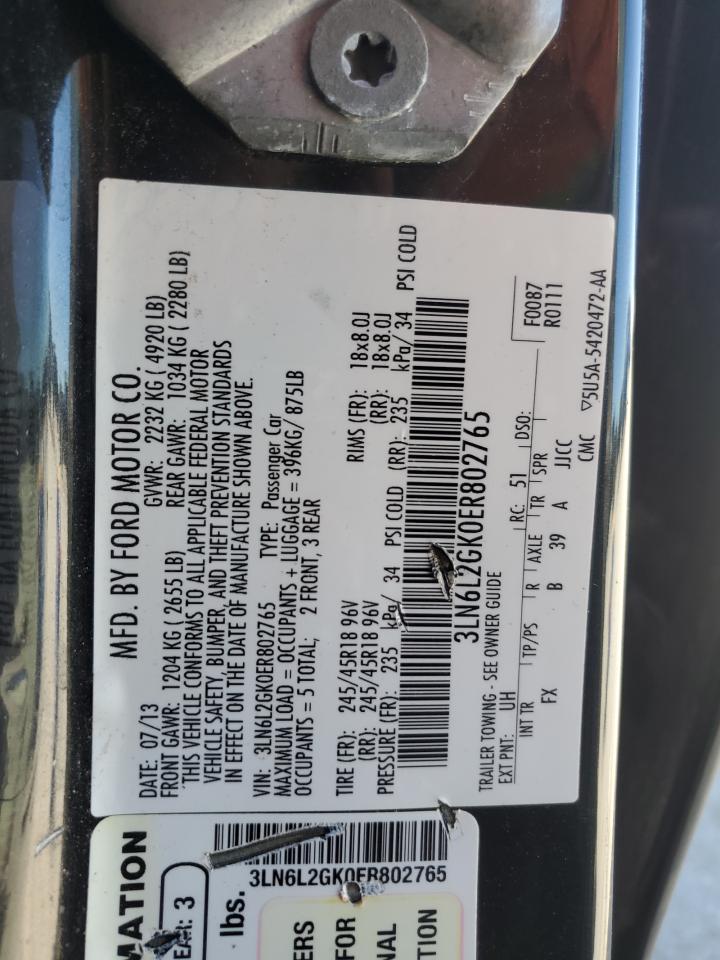 MFD. BY FORD MOTOR CO.
DATE: 07/13 GVWR: 2232 KG ( 4920 LB)
FRONT GAWR: 1204 KG (2655 LB) REAR GAWR: 1034 KG ( 2280 LB)
THIS VEHICLE CONFORMS TO ALL APPLICABLE FEDERAL MOTOR
VEHICLE SAFETY, BUMPER, AND THEFT PREVENTION STANDARDS
IN EFFECT ON THE DATE OF MANUFACTURE SHOWN ABOVE.
VIN: 3LN6L2GK0ER802765 TYPE: Passenger Car
MAXIMUM LOAD = OCCUPANTS + LUGGAGE = 396KG/ 875LB
OCCUPANTS = 5 TOTAL; 2 FRONT, 3 REAR
TIRE (FR): 245/45R18 96V RIMS (FR): 18x8.0J
(RR): 245/45R18 96V (RR): 18x8.0J
PRESSURE (FR): 235 kPa/ 34 PSI COLD (RR): 235 kPa/ 34 PSI COLD
3LN6L2GK0ER802765
TRAILER TOWING - SEE OWNER GUIDE
F0087
R0111
EXT PNT: UH RC: 51 DSO:
INT TR TP/PS R AXLE TR SPR
FX B 39 A JJCC
CMC
▽5U5A-5420472-AA
MATION
3
lbs.
3LN6L2GK0ER802765
ERS
FOR
NAL
TION